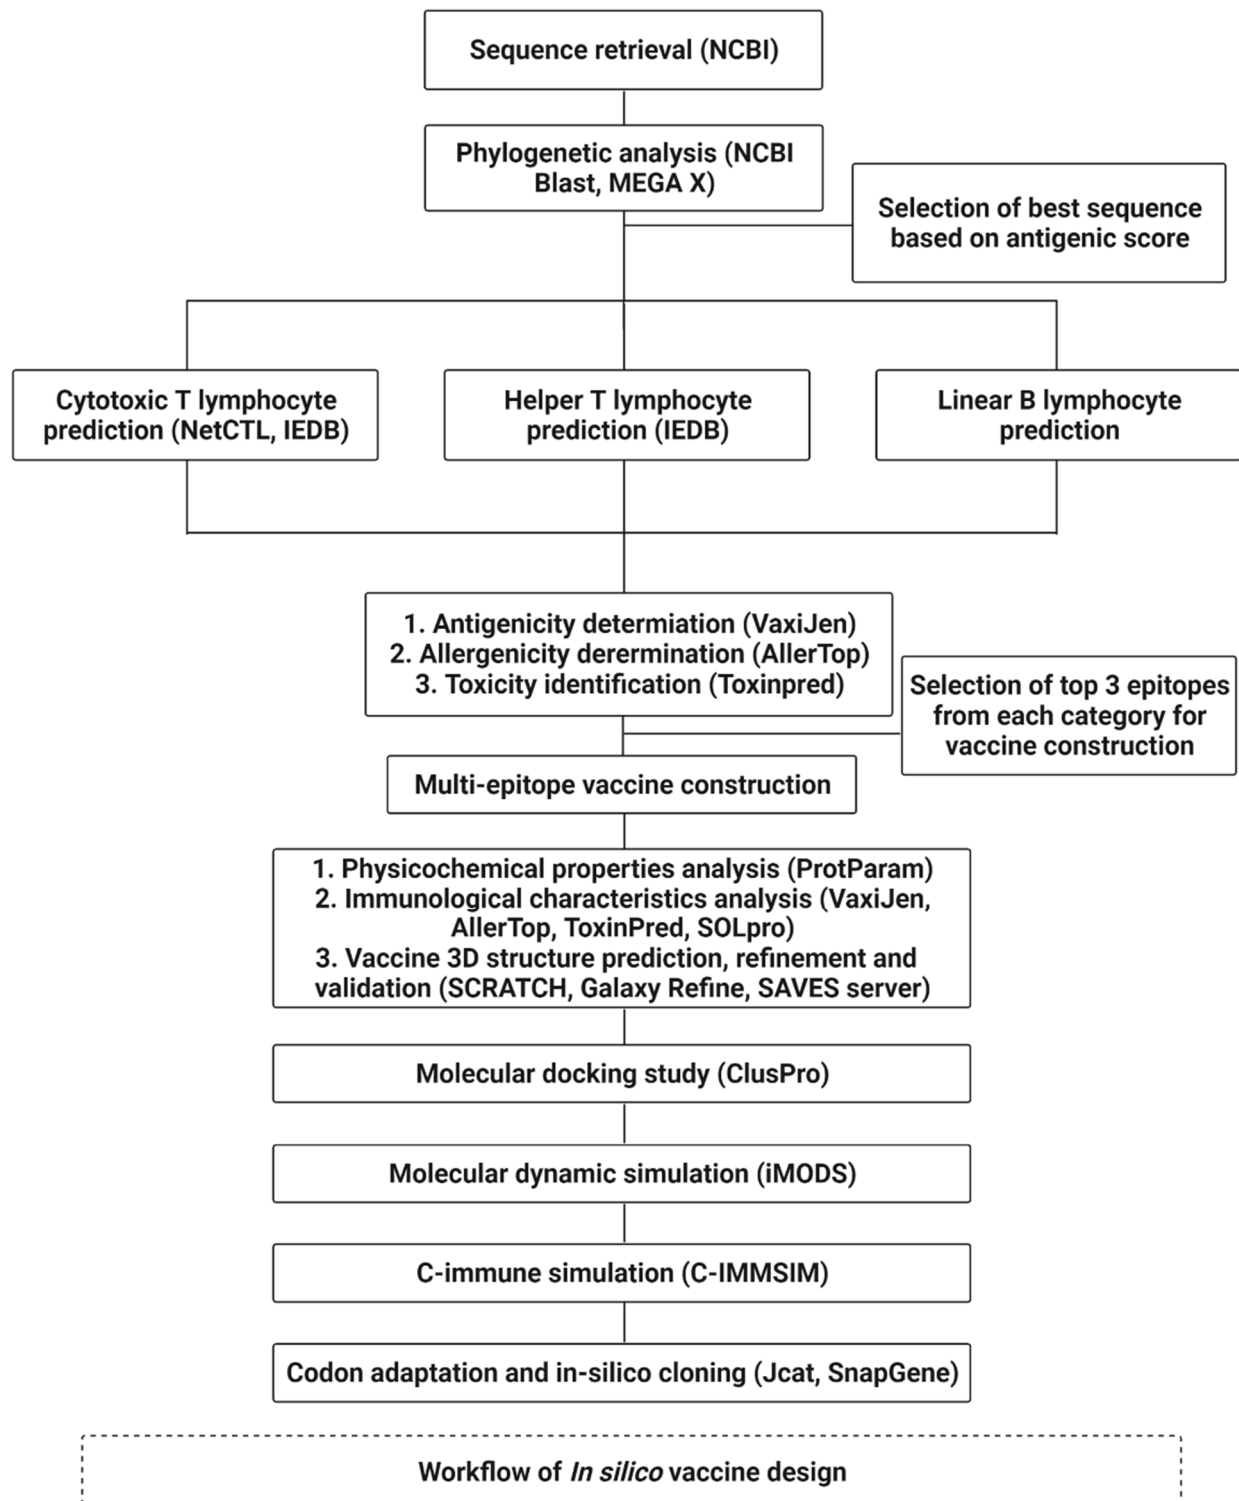 Sequence retrieval (NCBI)
Phylogenetic analysis (NCBI
Blast, MEGA X)
Selection of best sequence
based on antigenic score
Cytotoxic T lymphocyte
prediction (NetCTL, IEDB)
Helper T lymphocyte
prediction (IEDB)
Linear B lymphocyte
prediction
1. Antigenicity determiation (VaxiJen)
2. Allergenicity derermination (AllerTop)
3. Toxicity identification (Toxinpred)
Selection of top 3 epitopes
from each category for
vaccine construction
Multi-epitope vaccine construction
1. Physicochemical properties analysis (ProtParam)
2. Immunological characteristics analysis (VaxiJen,
AllerTop, ToxinPred, SOLpro)
3. Vaccine 3D structure prediction, refinement and
validation (SCRATCH, Galaxy Refine, SAVES server)
Molecular docking study (ClusPro)
Molecular dynamic simulation (iMODS)
C-immune simulation (C-IMMSIM)
Codon adaptation and in-silico cloning (Jcat, SnapGene)
Workflow of In silico vaccine design